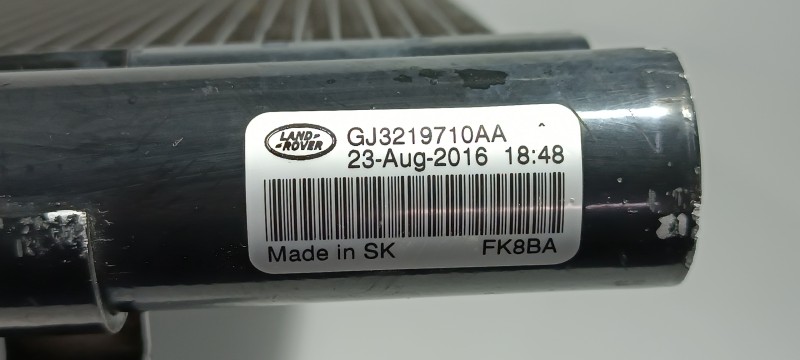 LAND-
-ROVER
GJ3219710AA
23-Aug-2016 18:48
Made in SK FK8BA